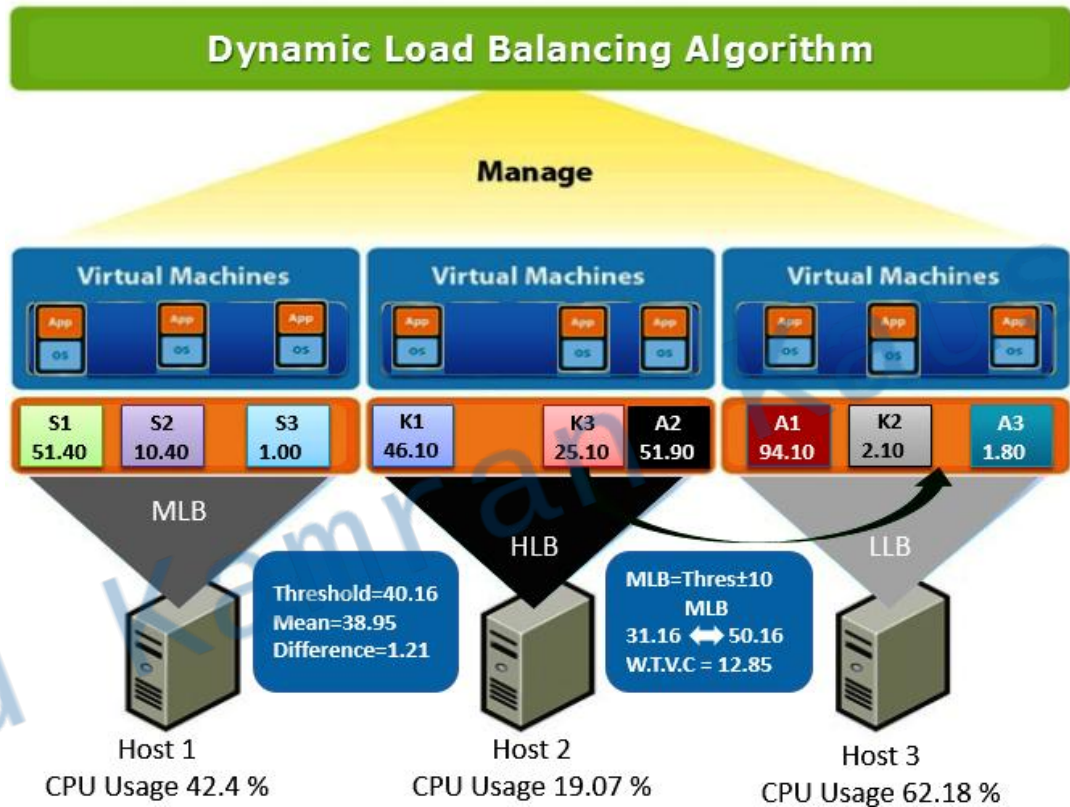 Dynamic Load Balancing Algorithm
Manage
Virtual Machines
App
OS
App
OS
App
OS
Virtual Machines
App
OS
App
OS
App
OS
Virtual Machines
App
OS
App
OS
App
OS
S1
51.40
S2
10.40
S3
1.00
K1
46.10
K3
25.10
A2
51.90
A1
94.10
K2
2.10
A3
1.80
MLB
HLB
LLB
Threshold=40.16
Mean=38.95
Difference=1.21
MLB=Thres±10
MLB
31.16 ⬌ 50.16
W.T.V.C = 12.85
Host 1
CPU Usage 42.4 %
Host 2
CPU Usage 19.07 %
Host 3
CPU Usage 62.18 %
Kamran